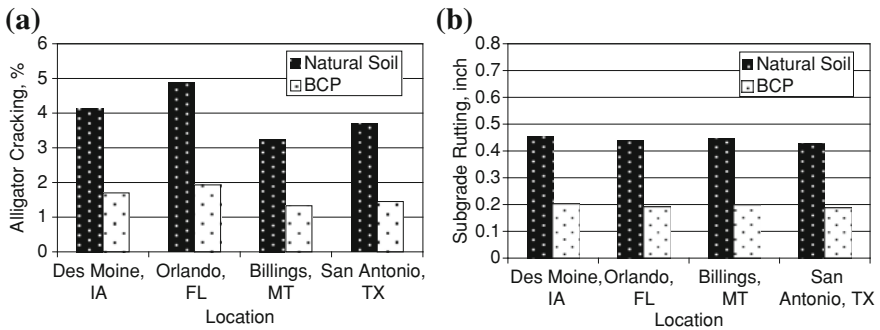 (a)
6
5
4
3
2
1
0
Alligator Cracking, %
Natural Soil
BCP
Des Moine, IA
Orlando, FL
Billings, MT
San Antonio, TX
Location
(b)
0.8
0.7
0.6
0.5
0.4
0.3
0.2
0.1
0
Subgrade Rutting, inch
Natural Soil
BCP
Des Moine, IA
Orlando, FL
Billings, MT
San
Antonio, TX
Location